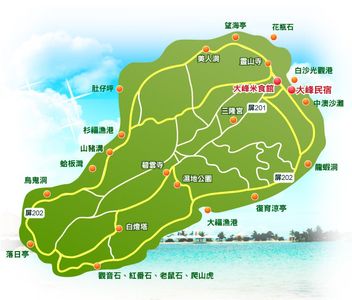 望海亭
花瓶石
美人洞
靈山寺
白沙光觀港
肚仔坪
大峰米食館
大峰民宿
屏201
中澳沙灘
三隆宮
杉福漁港
山豬溝
蛤板灣
碧雲寺
龍蝦洞
烏鬼洞
濕地公園
屏202
屏202
復育涼亭
白燈塔
大福漁港
落日亭
觀音石、紅番石、老鼠石、爬山虎